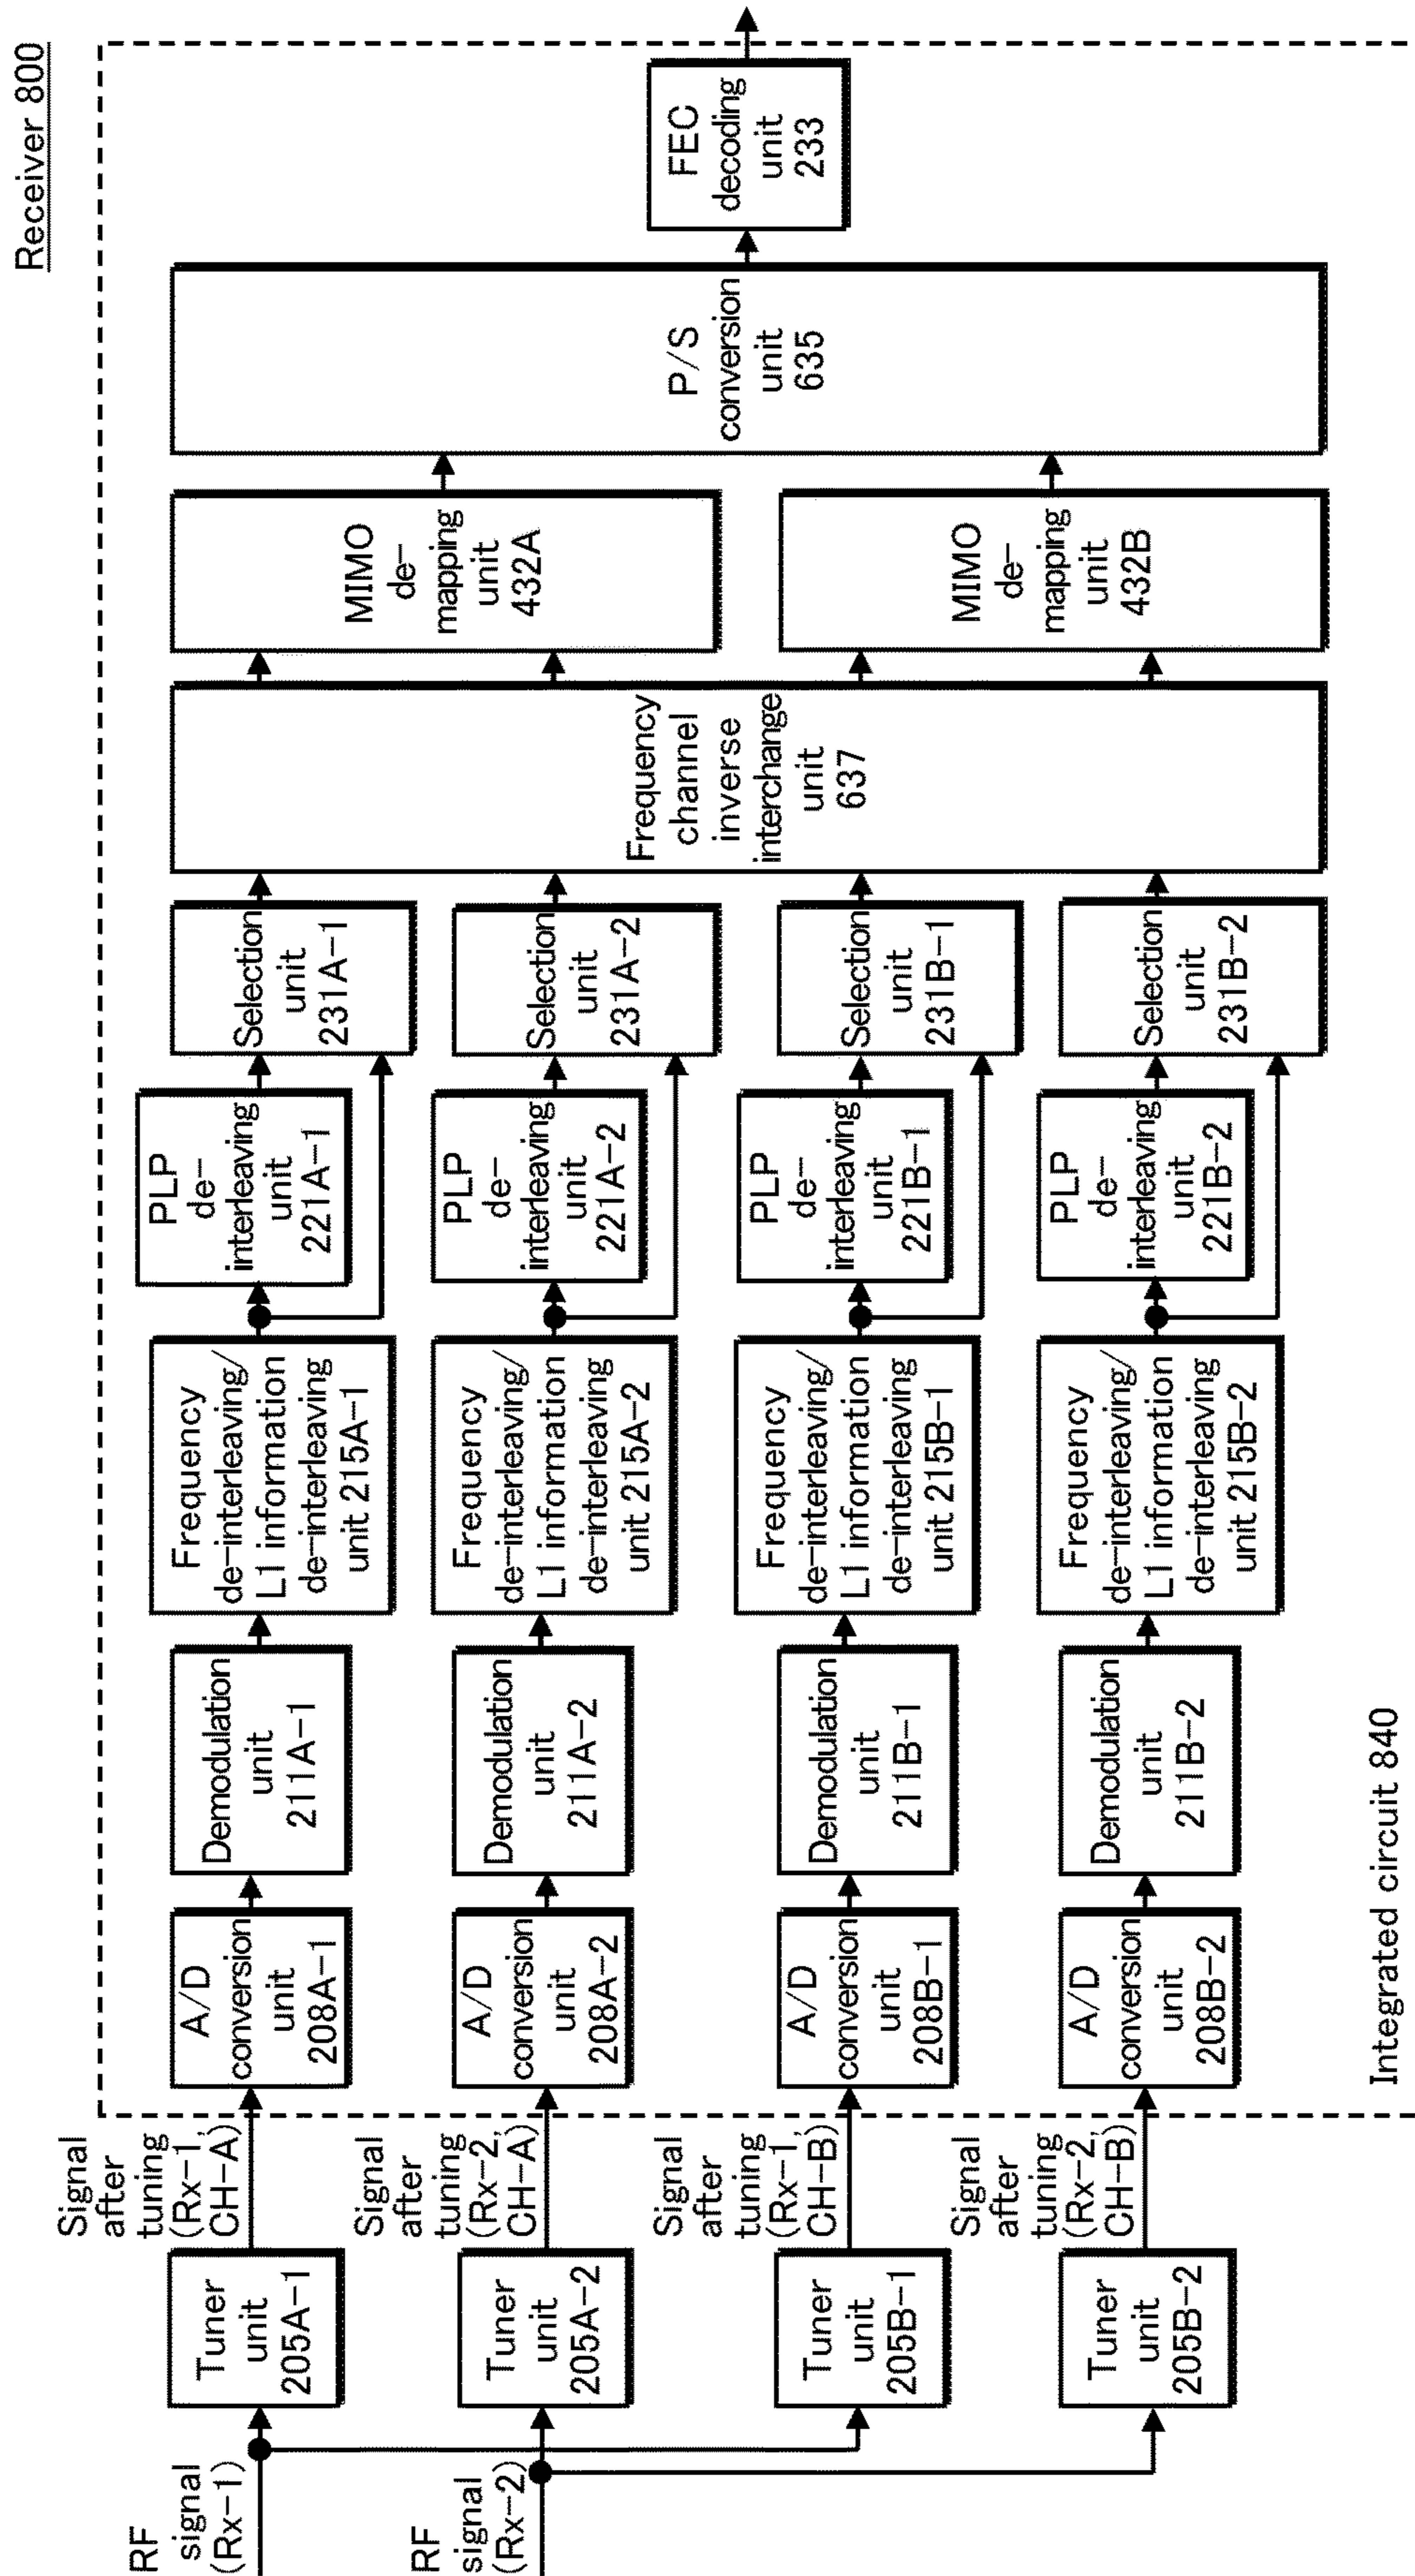 Receiver 800
RF
signal
(Rx-1)
RF
signal
(Rx-2)
Tuner
unit
205A-1
Tuner
unit
205A-2
Tuner
unit
205B-1
Tuner
unit
205B-2
Signal
after
tuning
(Rx-1,
CH-A)
Signal
after
tuning
(Rx-2,
CH-A)
Signal
after
tuning
(Rx-1,
CH-B)
Signal
after
tuning
(Rx-2,
CH-B)
A/D
conversion
unit
208A-1
A/D
conversion
unit
208A-2
A/D
conversion
unit
208B-1
A/D
conversion
unit
208B-2
Demodulation
unit
211A-1
Demodulation
unit
211A-2
Demodulation
unit
211B-1
Demodulation
unit
211B-2
Frequency
de-interleaving/
L1 information
de-interleaving
unit 215A-1
Frequency
de-interleaving/
L1 information
de-interleaving
unit 215A-2
Frequency
de-interleaving/
L1 information
de-interleaving
unit 215B-1
Frequency
de-interleaving/
L1 information
de-interleaving
unit 215B-2
PLP
de-
interleaving
unit
221A-1
PLP
de-
interleaving
unit
221A-2
PLP
de-
interleaving
unit
221B-1
PLP
de-
interleaving
unit
221B-2
Selection
unit
231A-1
Selection
unit
231A-2
Selection
unit
231B-1
Selection
unit
231B-2
Frequency
channel
inverse
interchange
unit
637
MIMO
de-
mapping
unit
432A
MIMO
de-
mapping
unit
432B
P/S
conversion
unit
635
FEC
decoding
unit
233
Integrated circuit 840